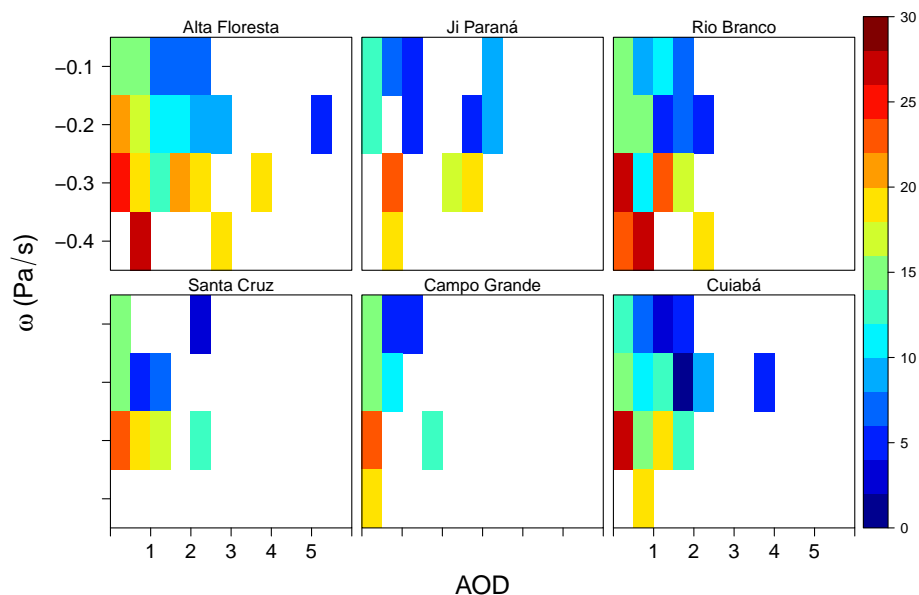 Alta Floresta Ji Paraná Rio Branco
30
25
20
15
10
5
0
−0.1
−0.2
−0.3
−0.4
ω (Pa/s)
Santa Cruz Campo Grande Cuiabá
1 2 3 4 5 1 2 3 4 5
AOD